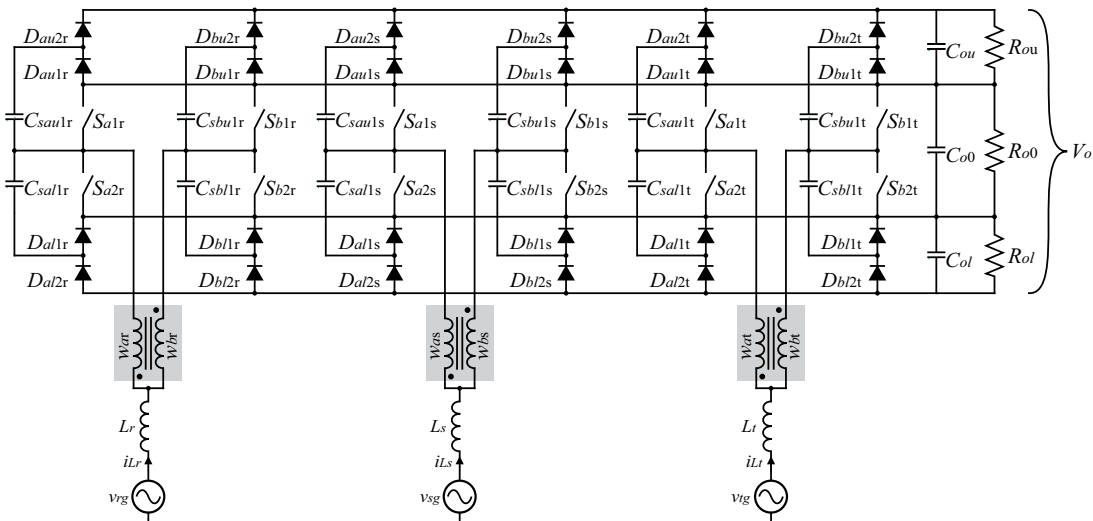 Dau2r Dbu2r Dau2s Dbu2s Dau2t Dbu2t
Cou Rou
Dau1r Dbu1r Dau1s Dbu1s Dau1t Dbu1t
Csau1r Sa1r Csbu1r Sb1r Csau1s Sa1s Csbu1s Sb1s Csau1t Sa1t Csbu1t Sb1t
Co0 Ro0 Vo
Csal1r Sa2r Csbl1r Sb2r Csal1s Sa2s Csbl1s Sb2s Csal1t Sa2t Csbl1t Sb2t
Dal1r Dbl1r Dal1s Dbl1s Dal1t Dbl1t
Col Rol
Dal2r Dbl2r Dal2s Dbl2s Dal2t Dbl2t
war wbr was wbs wat wbt
Lr Ls Lt
iLr iLs iLt
vrg vsg vtg